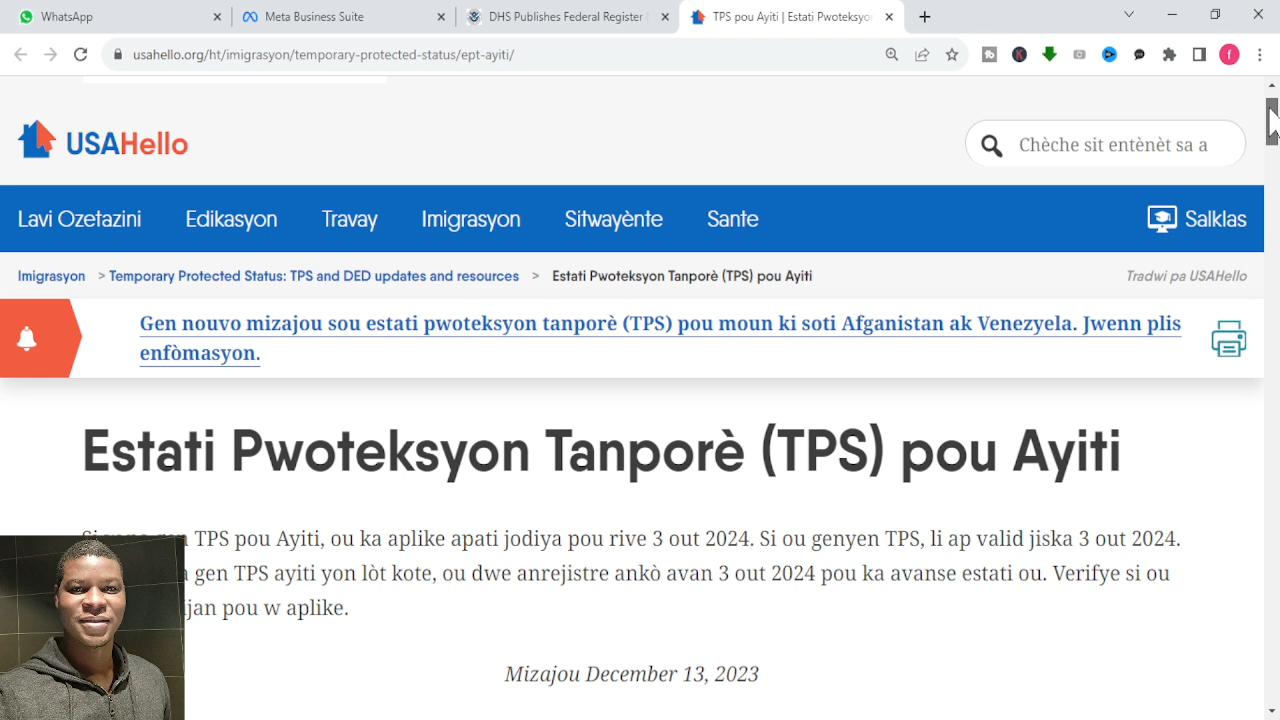 WhatsApp
Meta Business Suite
DHS Publishes Federal Register
TPS pou Ayiti | Estati Pwoteksyon
usahello.org/ht/imigrasyon/temporary-protected-status/ept-ayiti/
f
USAHello
Chèche sit entènèt sa a
Lavi Ozetazini Edikasyon Travay Imigrasyon Sitwayènte Sante Salklas
Imigrasyon > Temporary Protected Status: TPS and DED updates and resources > Estati Pwoteksyon Tanporè (TPS) pou Ayiti Tradwi pa USAHello
Gen nouvo mizajou sou estati pwoteksyon tanporè (TPS) pou moun ki soti Afganistan ak Venezyela. Jwenn plis
enfòmasyon.
Estati Pwoteksyon Tanporè (TPS) pou Ayiti
TPS pou Ayiti, ou ka aplike apati jodiya pou rive 3 out 2024. Si ou genyen TPS, li ap valid jiska 3 out 2024.
gen TPS ayiti yon lòt kote, ou dwe anrejistre ankò avan 3 out 2024 pou ka avanse estati ou. Verifye si ou
pou w aplike.
Mizajou December 13, 2023